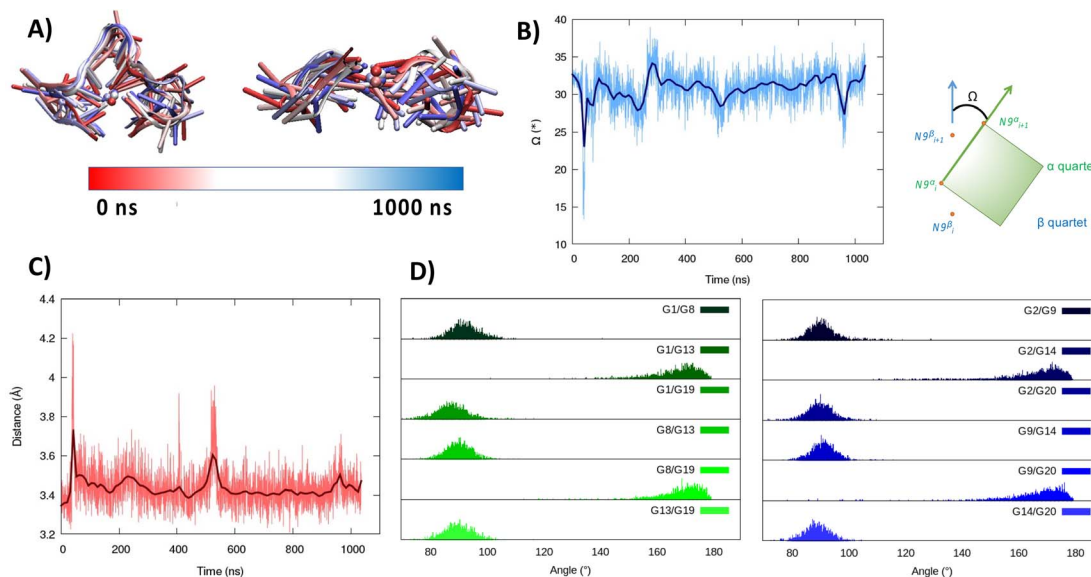 A)
0 ns
1000 ns
B)
40
35
30
25
20
15
10
Ω (°)
0
200
400
600
800
1000
Time (ns)
Ω
N9β i+1
N9α i+1
N9α i
N9β i
α quartet
β quartet
C)
4.4
4.2
4
3.8
3.6
3.4
3.2
Distance (Å)
0
200
400
600
800
1000
Time (ns)
D)
G1/G8
G1/G13
G1/G19
G8/G13
G8/G19
G13/G19
80
100
120
140
160
180
Angle (°)
G2/G9
G2/G14
G2/G20
G9/G14
G9/G20
G14/G20
80
100
120
140
160
180
Angle (°)